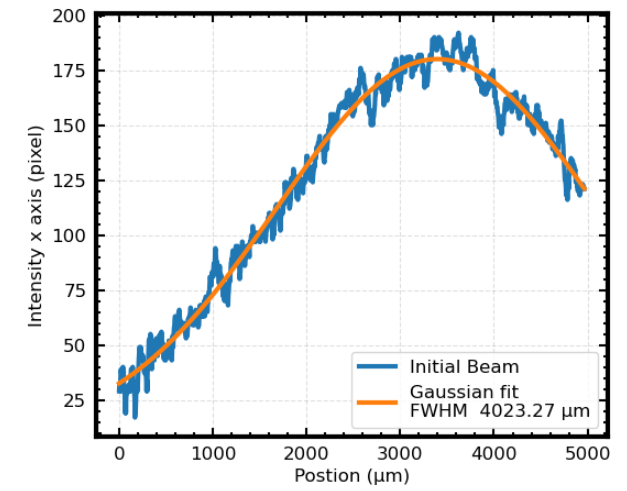 200
175
150
125
100
75
50
25
Intensity x axis (pixel)
Initial Beam
Gaussian fit
FWHM 4023.27 μm
0 1000 2000 3000 4000 5000
Postion (μm)